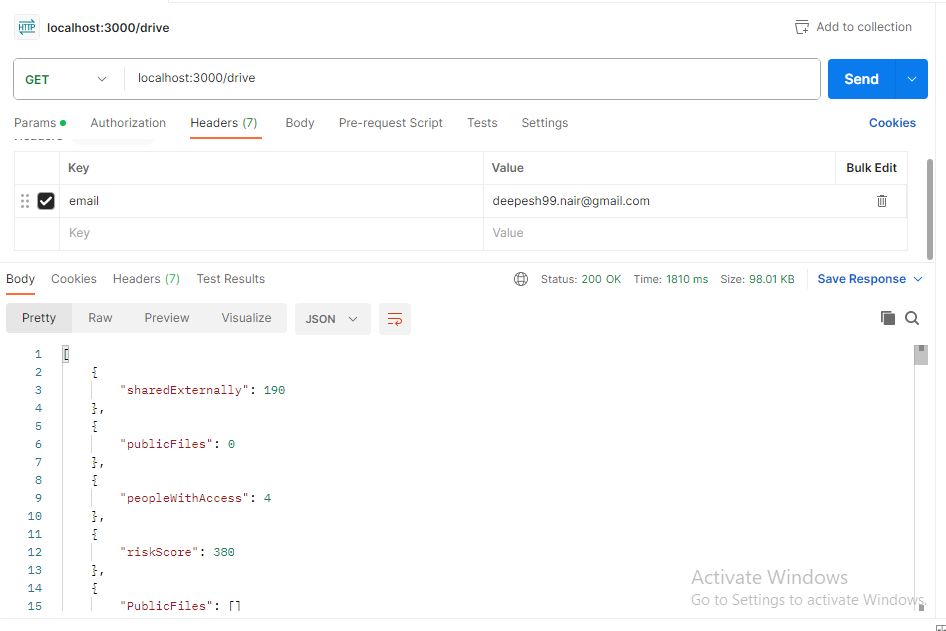 HTTP localhost:3000/drive Add to collection
GET localhost:3000/drive Send
Params Authorization Headers (7) Body Pre-request Script Tests Settings Cookies
Headers
Key Value Bulk Edit
email deepesh99.nair@gmail.com
Key Value
Body Cookies Headers (7) Test Results Status: 200 OK Time: 1810 ms Size: 98.01 KB Save Response
Pretty Raw Preview Visualize JSON
1 [
2 {
3 "sharedExternally": 190
4 },
5 {
6 "publicFiles": 0
7 },
8 {
9 "peopleWithAccess": 4
10 },
11 {
12 "riskScore": 380
13 },
14 {
15 "PublicFiles": []
Activate Windows
Go to Settings to activate Windows.